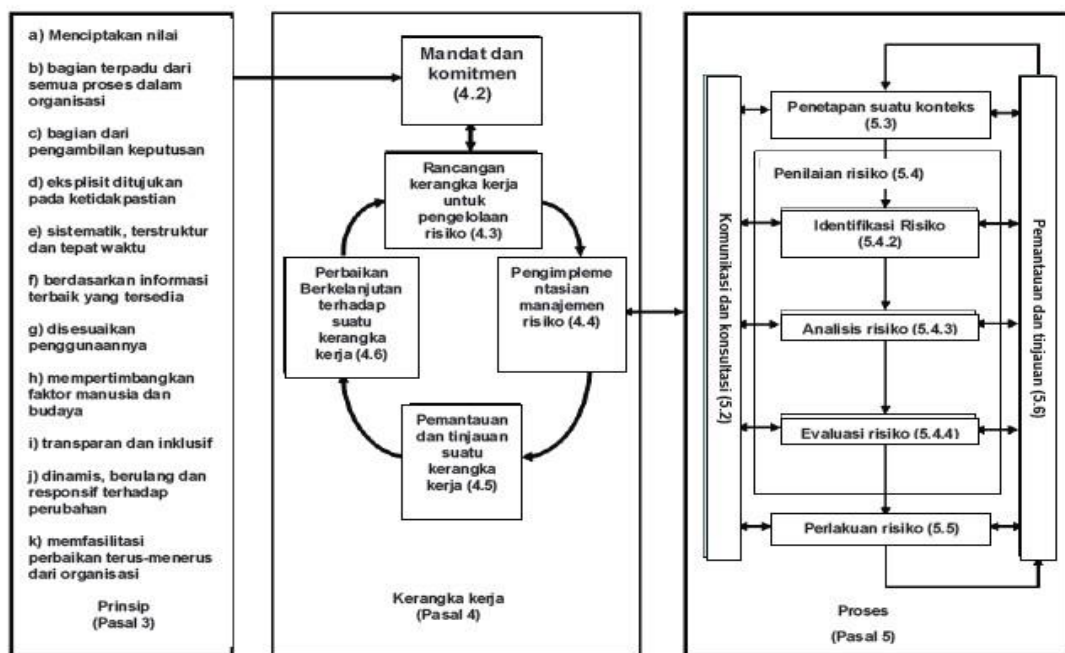 a) Menciptakan nilai
b) bagian terpadu dari
semua proses dalam
organisasi
c) bagian dari
pengambilan keputusan
d) eksplisit ditujukan
pada ketidakpastian
e) sistematik, terstruktur
dan tepat waktu
f) berdasarkan informasi
terbaik yang tersedia
g) disesuaikan
penggunaannya
h) mempertimbangkan
faktor manusia dan
budaya
i) transparan dan inklusif
j) dinamis, berulang dan
responsif terhadap
perubahan
k) memfasilitasi
perbaikan terus-menerus
dari organisasi
Prinsip
(Pasal 3)
Mandat dan
komitmen
(4.2)
Rancangan
kerangka kerja
untuk
pengelolaan
risiko (4.3)
Perbaikan
Berkelanjutan
terhadap
suatu
kerangka
kerja (4.6)
Pengimpleme
ntasian
manajemen
risiko (4.4)
Pemantauan
dan tinjauan
suatu
kerangka
kerja (4.5)
Kerangka kerja
(Pasal 4)
Komunikasi dan konsultasi (5.2)
Penetapan suatu konteks
(5.3)
Penilaian risiko (5.4)
Identifikasi Risiko
(5.4.2)
Analisis risiko (5.4.3)
Evaluasi risiko (5.4.4)
Perlakuan risiko (5.5)
Pemantauan dan tinjauan (5.6)
Proses
(Pasal 5)